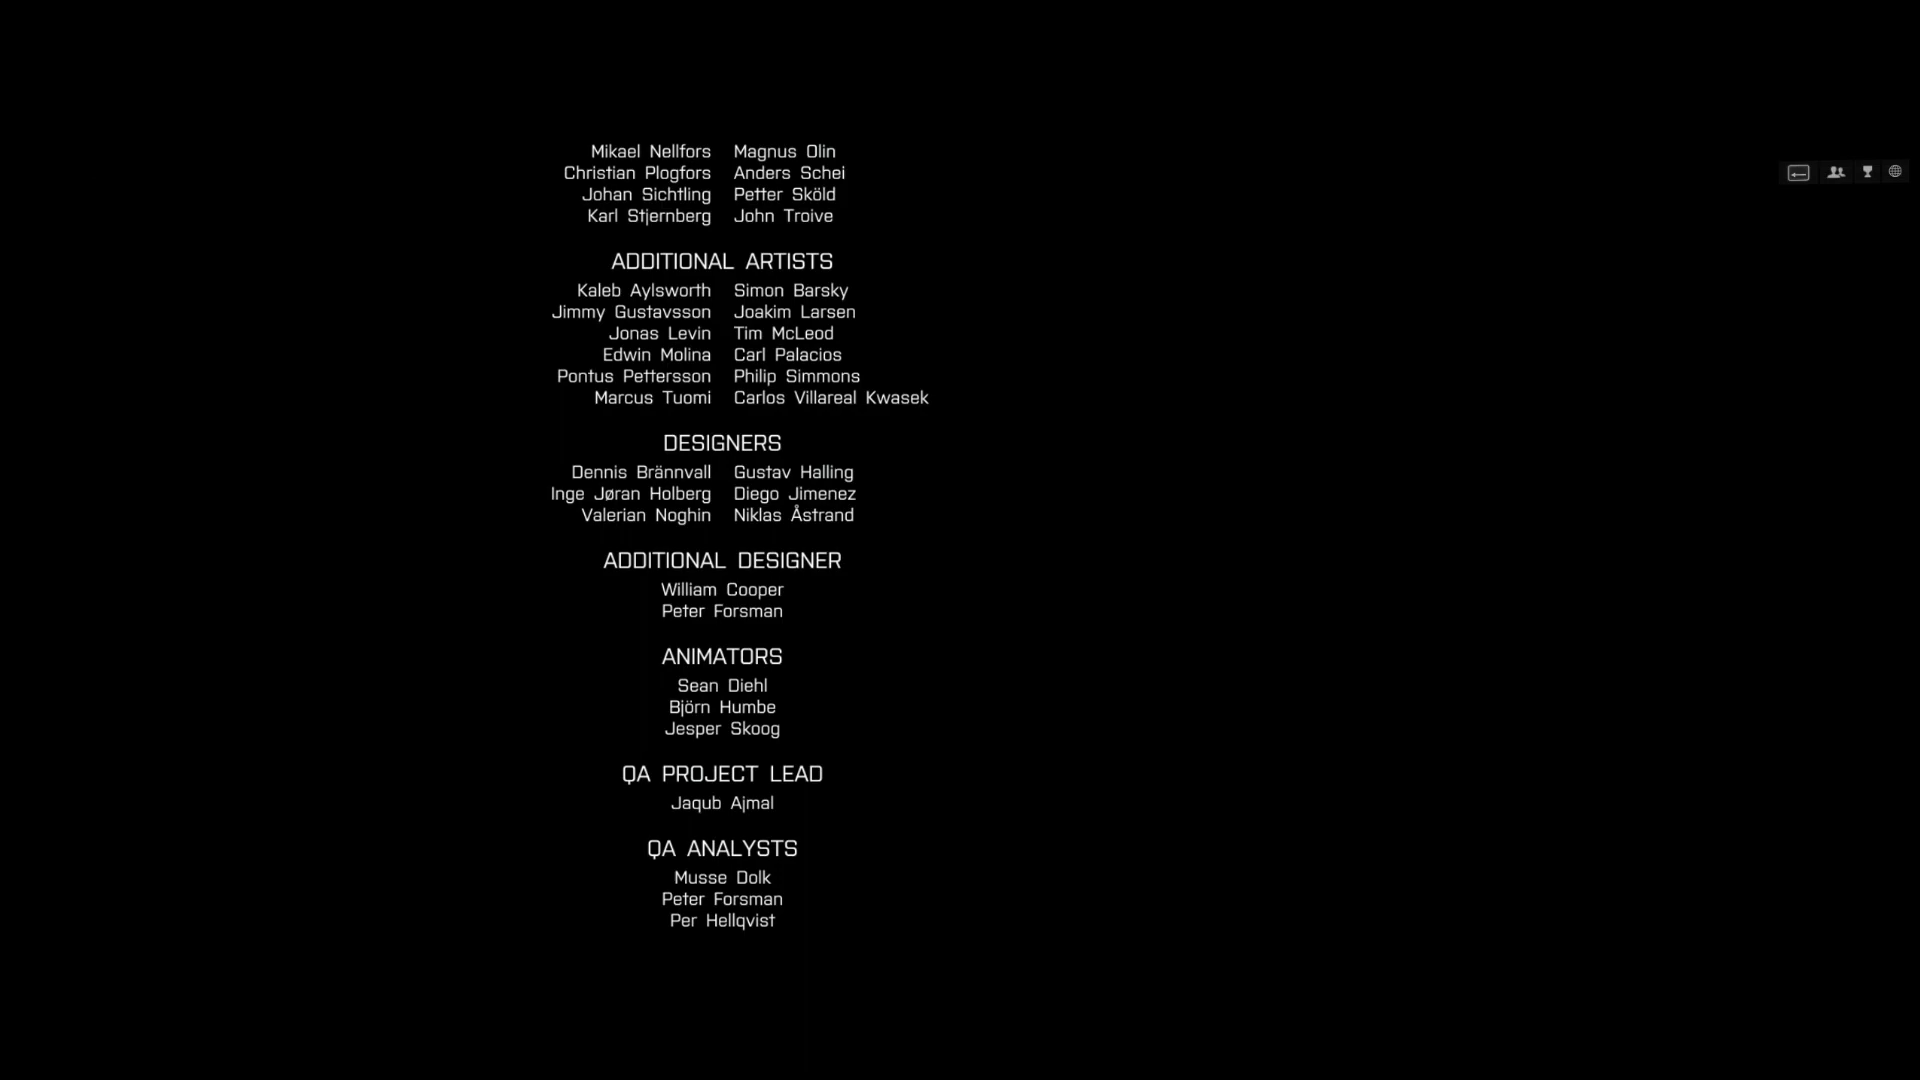 Mikael Nellfors Magnus Olin
Christian Plogfors Anders Schei
Johan Sichtling Petter Sköld
Karl Stjernberg John Troive
ADDITIONAL ARTISTS
Kaleb Aylsworth Simon Barsky
Jimmy Gustavsson Joakim Larsen
Jonas Levin Tim McLeod
Edwin Molina Carl Palacios
Pontus Pettersson Philip Simmons
Marcus Tuomi Carlos Villareal Kwasek
DESIGNERS
Dennis Brännvall Gustav Halling
Inge Jøran Holberg Diego Jimenez
Valerian Noghin Niklas Åstrand
ADDITIONAL DESIGNER
William Cooper
Peter Forsman
ANIMATORS
Sean Diehl
Björn Humbe
Jesper Skoog
QA PROJECT LEAD
Jaqub Ajmal
QA ANALYSTS
Musse Dolk
Peter Forsman
Per Hellqvist